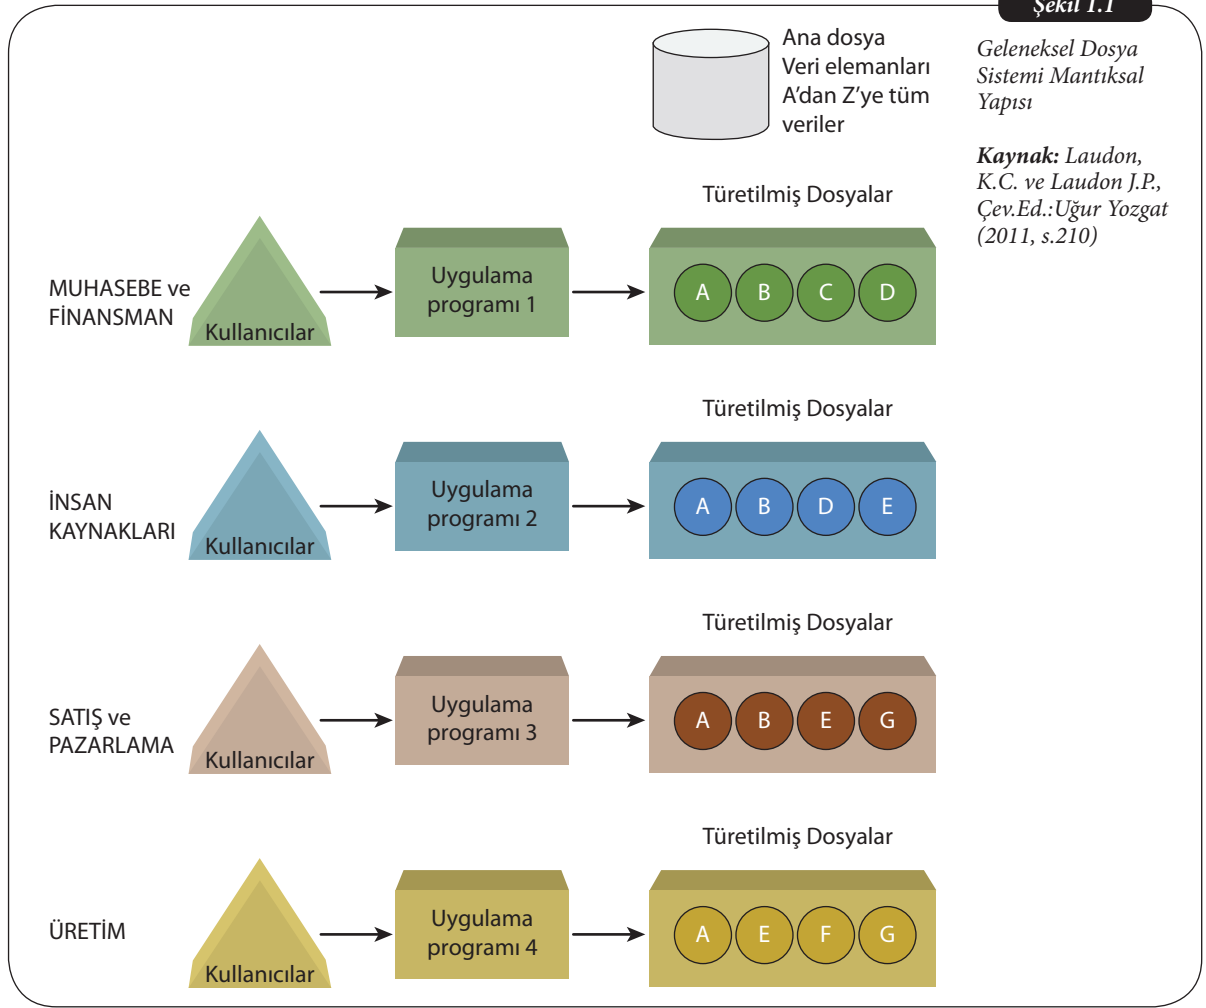 Şekil 1.1
Geleneksel Dosya
Sistemi Mantıksal
Yapısı
Kaynak: Laudon,
K.C. ve Laudon J.P.,
Çev.Ed.:Uğur Yozgat
(2011, s.210)
Ana dosya
Veri elemanları
A'dan Z'ye tüm
veriler
Türetilmiş Dosyalar
MUHASEBE ve
FİNANSMAN
Kullanıcılar
Uygulama
programı 1
A B C D
Türetilmiş Dosyalar
İNSAN
KAYNAKLARI
Kullanıcılar
Uygulama
programı 2
A B D E
Türetilmiş Dosyalar
SATIŞ ve
PAZARLAMA
Kullanıcılar
Uygulama
programı 3
A B E G
Türetilmiş Dosyalar
ÜRETİM
Kullanıcılar
Uygulama
programı 4
A E F G